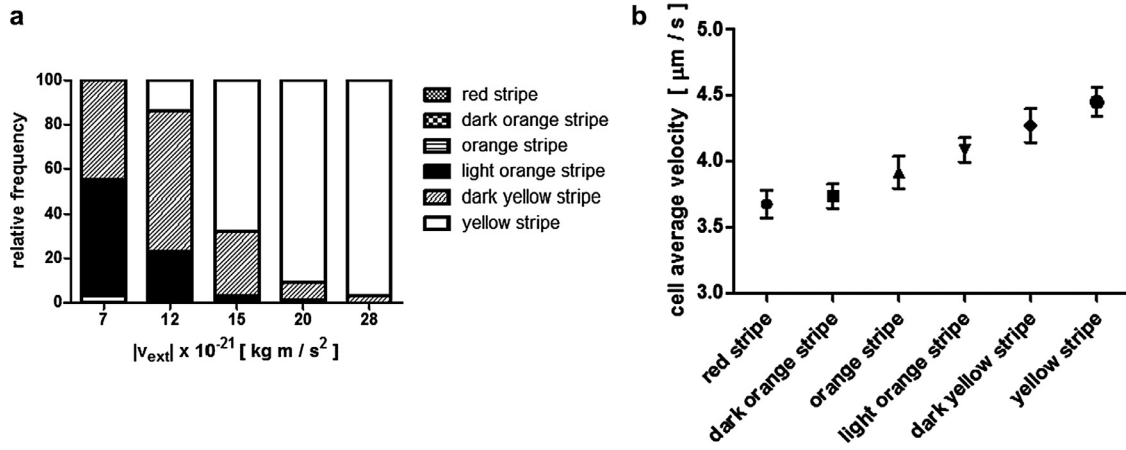 a
relative frequency
100
80
60
40
20
0
7 12 15 20 28
|v_ext| x 10^-21 [ kg m / s^2 ]
red stripe
dark orange stripe
orange stripe
light orange stripe
dark yellow stripe
yellow stripe
b
cell average velocity [ μm / s ]
5.0
4.5
4.0
3.5
3.0
red stripe
dark orange stripe
orange stripe
light orange stripe
dark yellow stripe
yellow stripe